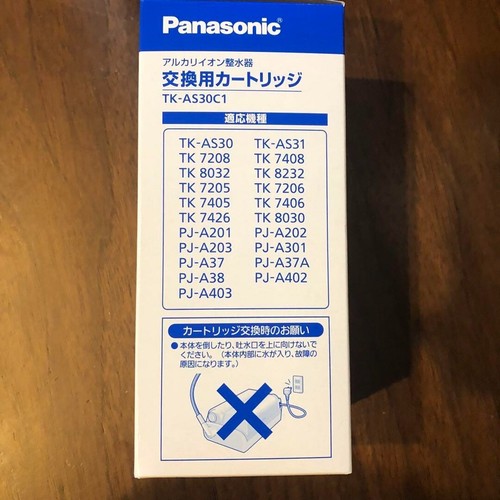 Panasonic®
アルカリイオン整水器
交換用カートリッジ
TK-AS30C1
適応機種
TK-AS30 TK-AS31
TK 7208 TK 7408
TK 8032 TK 8232
TK 7205 TK 7206
TK 7405 TK 7406
TK 7426 TK 8030
PJ-A201 PJ-A202
PJ-A203 PJ-A301
PJ-A37 PJ-A37A
PJ-A38 PJ-A402
PJ-A403
カートリッジ交換時のお願い
●本体を倒したり、吐水口を上に向けないで
ください。(本体内部に水が入り、故障の
原因になります。)